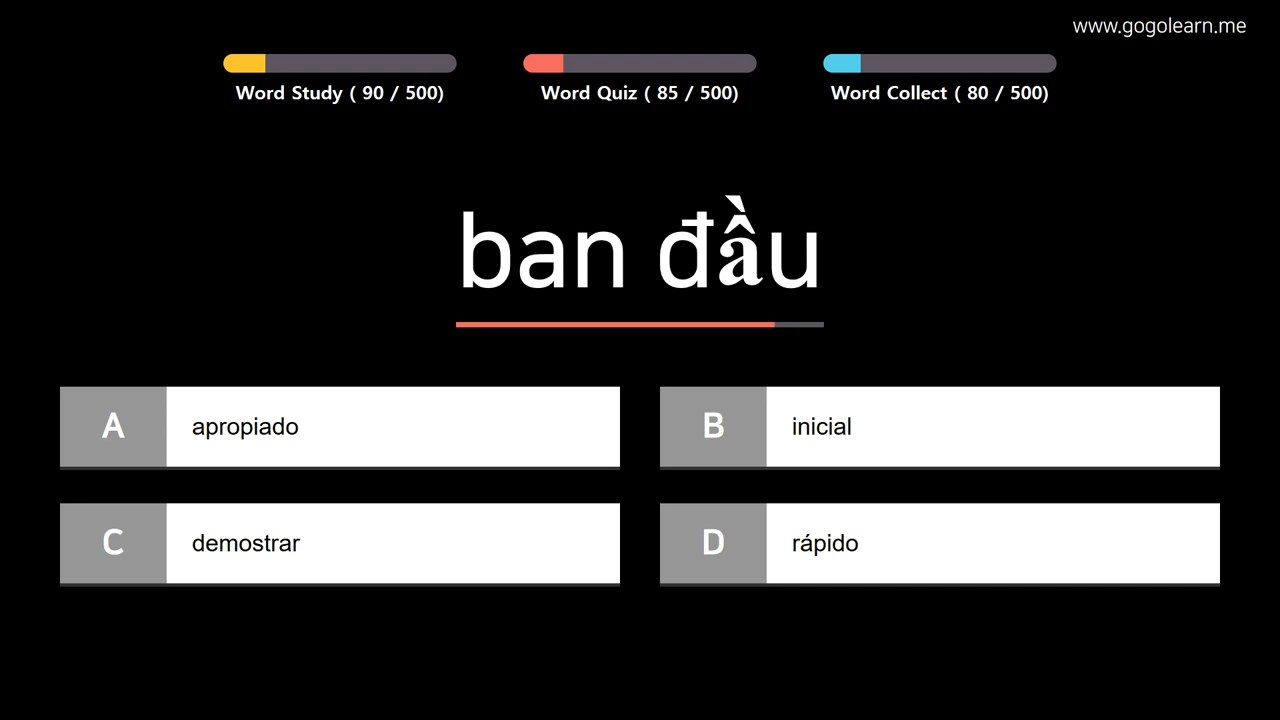 www.gogolearn.me
Word Study ( 90 / 500)
Word Quiz ( 85 / 500)
Word Collect ( 80 / 500)
ban đầu
A apropiado
B inicial
C demostrar
D rápido